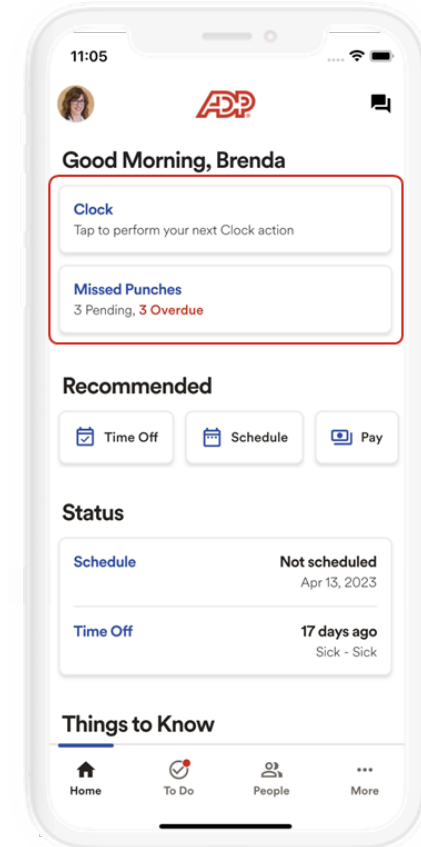 11:05
ADP
Good Morning, Brenda
Clock
Tap to perform your next Clock action
Missed Punches
3 Pending, 3 Overdue
Recommended
Time Off
Schedule
Pay
Status
Schedule
Not scheduled
Apr 13, 2023
Time Off
17 days ago
Sick - Sick
Things to Know
Home
To Do
People
More